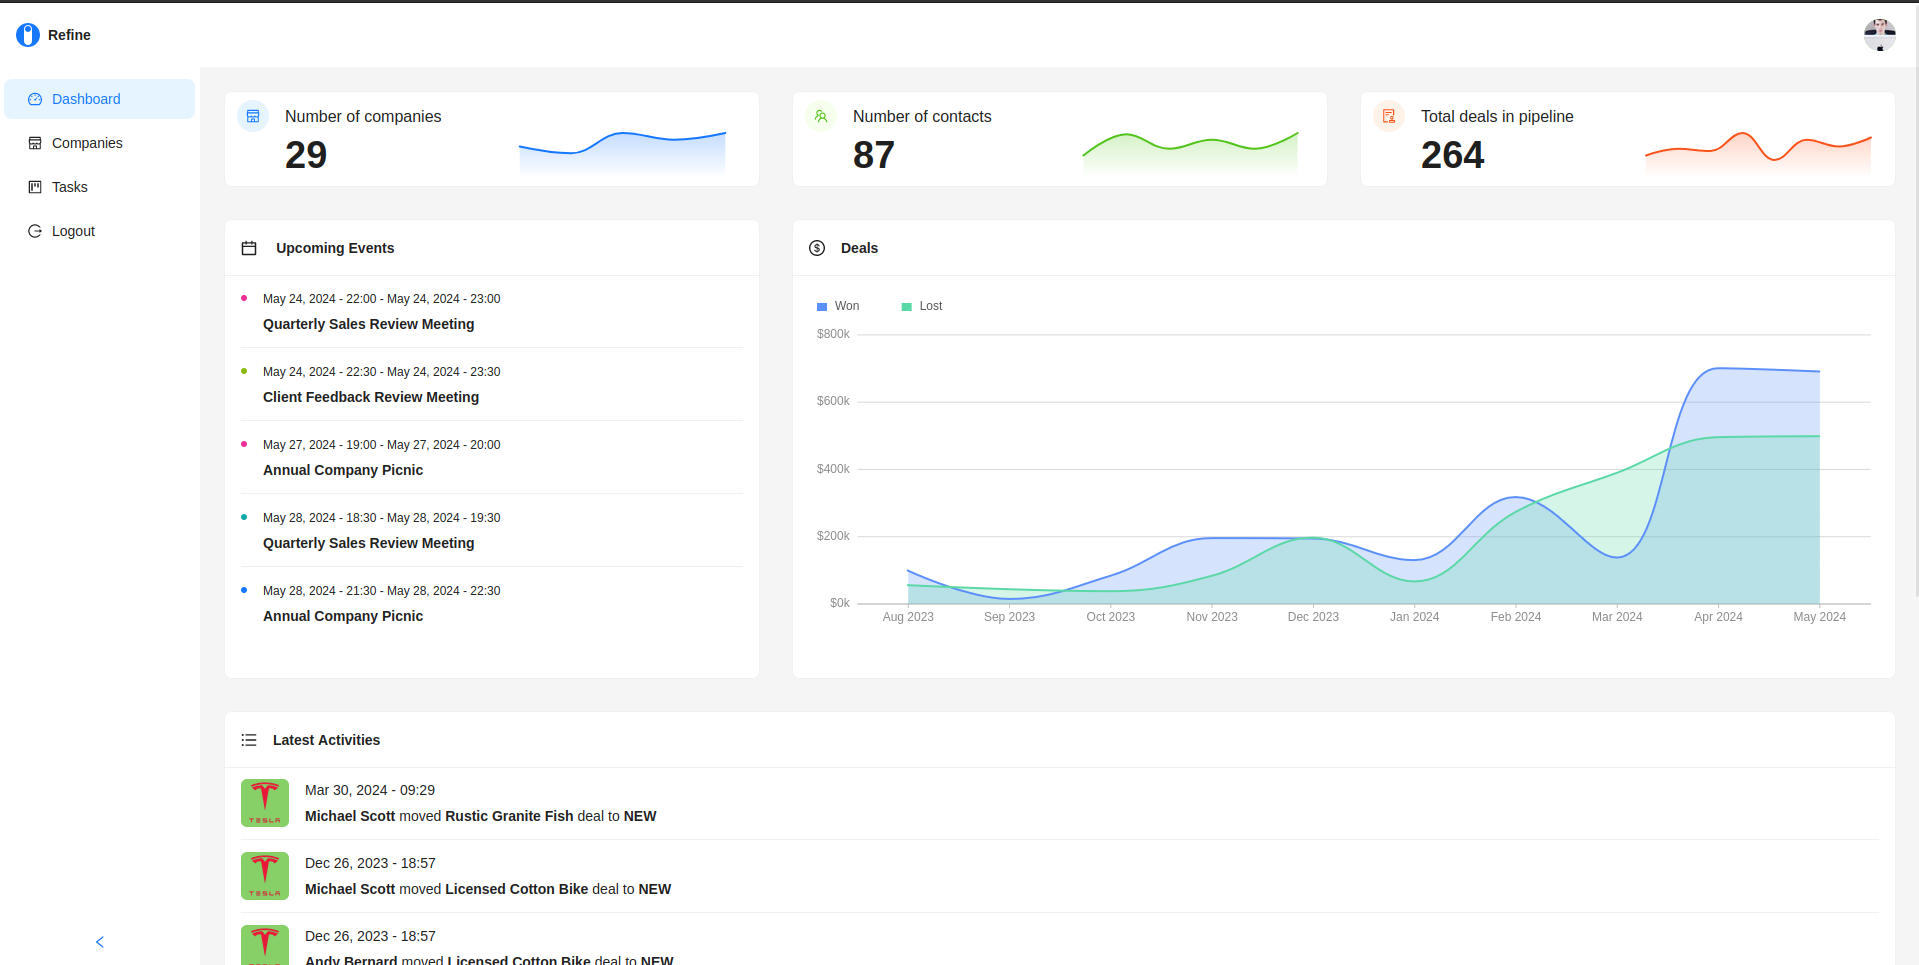 Refine
Dashboard
Companies
Tasks
Logout
Number of companies
29
Number of contacts
87
Total deals in pipeline
264
Upcoming Events
May 24, 2024 - 22:00 - May 24, 2024 - 23:00
Quarterly Sales Review Meeting
May 24, 2024 - 22:30 - May 24, 2024 - 23:30
Client Feedback Review Meeting
May 27, 2024 - 19:00 - May 27, 2024 - 20:00
Annual Company Picnic
May 28, 2024 - 18:30 - May 28, 2024 - 19:30
Quarterly Sales Review Meeting
May 28, 2024 - 21:30 - May 28, 2024 - 22:30
Annual Company Picnic
Deals
Won Lost
$800k
$600k
$400k
$200k
$0k
Aug 2023 Sep 2023 Oct 2023 Nov 2023 Dec 2023 Jan 2024 Feb 2024 Mar 2024 Apr 2024 May 2024
Latest Activities
TESLA
Mar 30, 2024 - 09:29
Michael Scott moved Rustic Granite Fish deal to NEW
TESLA
Dec 26, 2023 - 18:57
Michael Scott moved Licensed Cotton Bike deal to NEW
Dec 26, 2023 - 18:57
Andy Bernard moved Licensed Cotton Bike deal to NEW